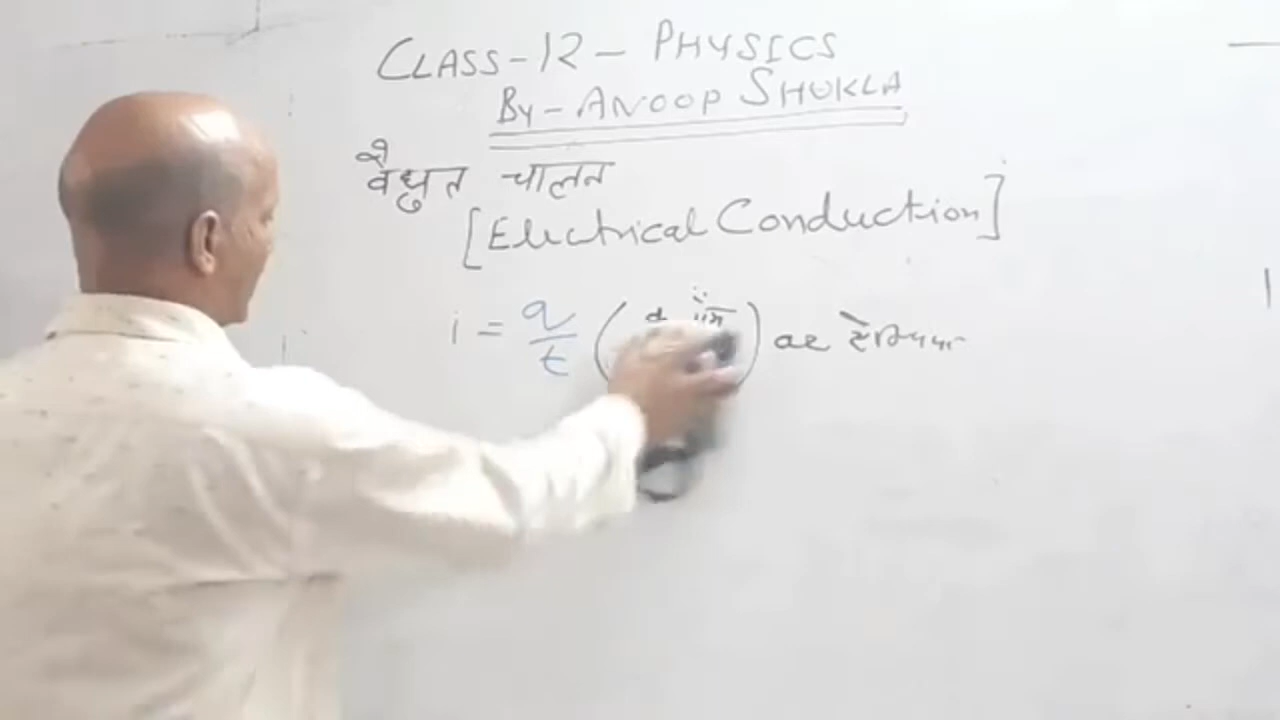 CLASS-12 - PHYSICS
By - ANOOP SHUKLA
वैधुत चालन
[Electrical Conduction]
i = q/t